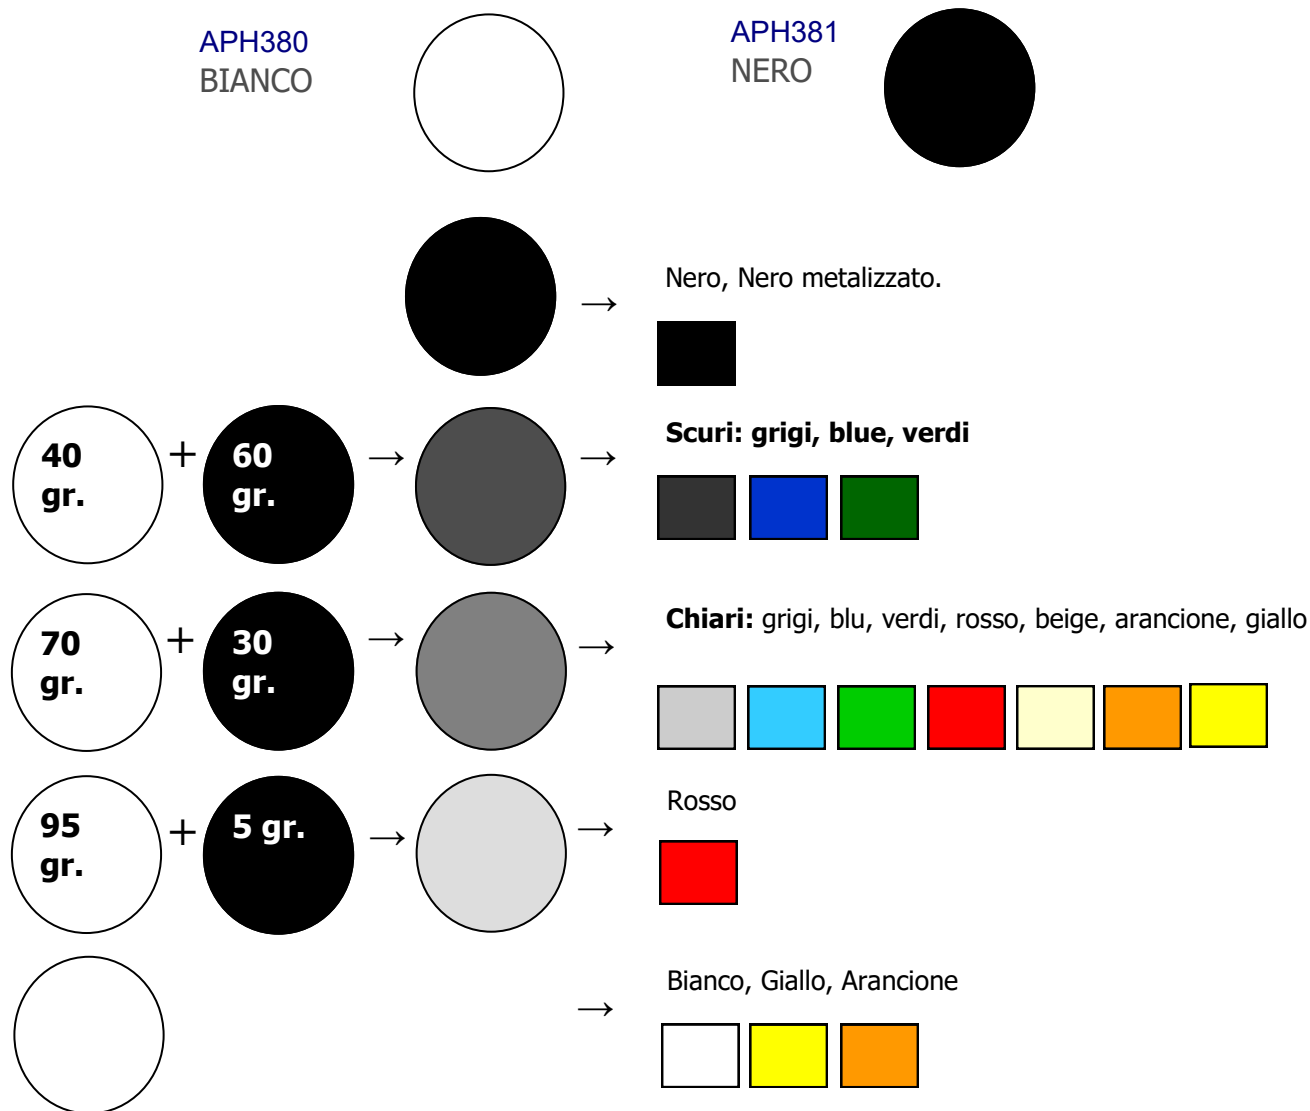 APH380
BIANCO
APH381
NERO
→
Nero, Nero metalizzato.
40
gr.
+
60
gr.
→
→
Scuri: grigi, blue, verdi
70
gr.
+
30
gr.
→
→
Chiari: grigi, blu, verdi, rosso, beige, arancione, giallo
95
gr.
+
5 gr.
→
→
Rosso
→
Bianco, Giallo, Arancione